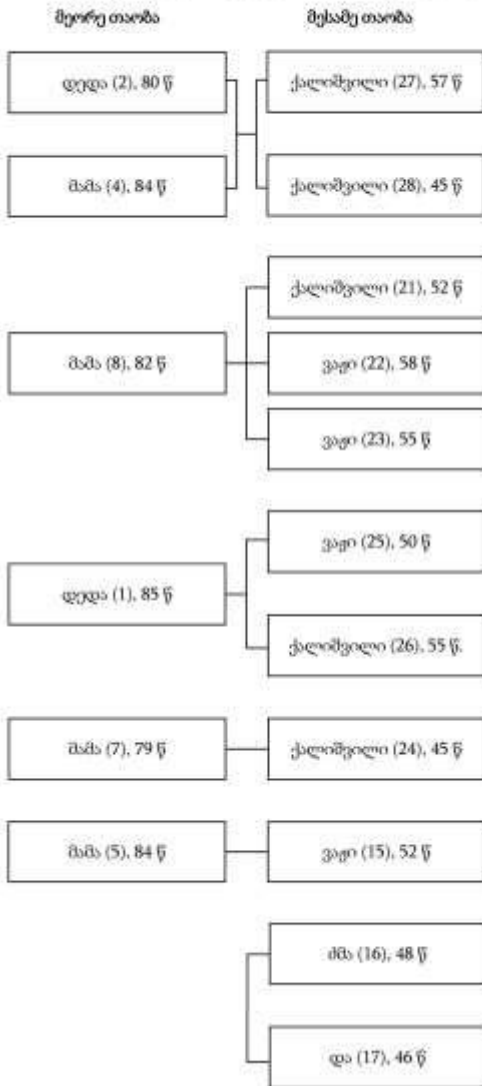 მეორე თაობა
მესამე თაობა
დედა (2), 80 წ
ქალიშვილი (27), 57 წ
მამა (4), 84 წ
ქალიშვილი (28), 45 წ
ქალიშვილი (21), 52 წ
მამა (8), 82 წ
ვაჟი (22), 58 წ
ვაჟი (23), 55 წ
ვაჟი (25), 50 წ
დედა (1), 85 წ
ქალიშვილი (26), 55 წ.
მამა (7), 79 წ
ქალიშვილი (24), 45 წ
მამა (5), 84 წ
ვაჟი (15), 52 წ
ძმა (16), 48 წ
და (17), 46 წ